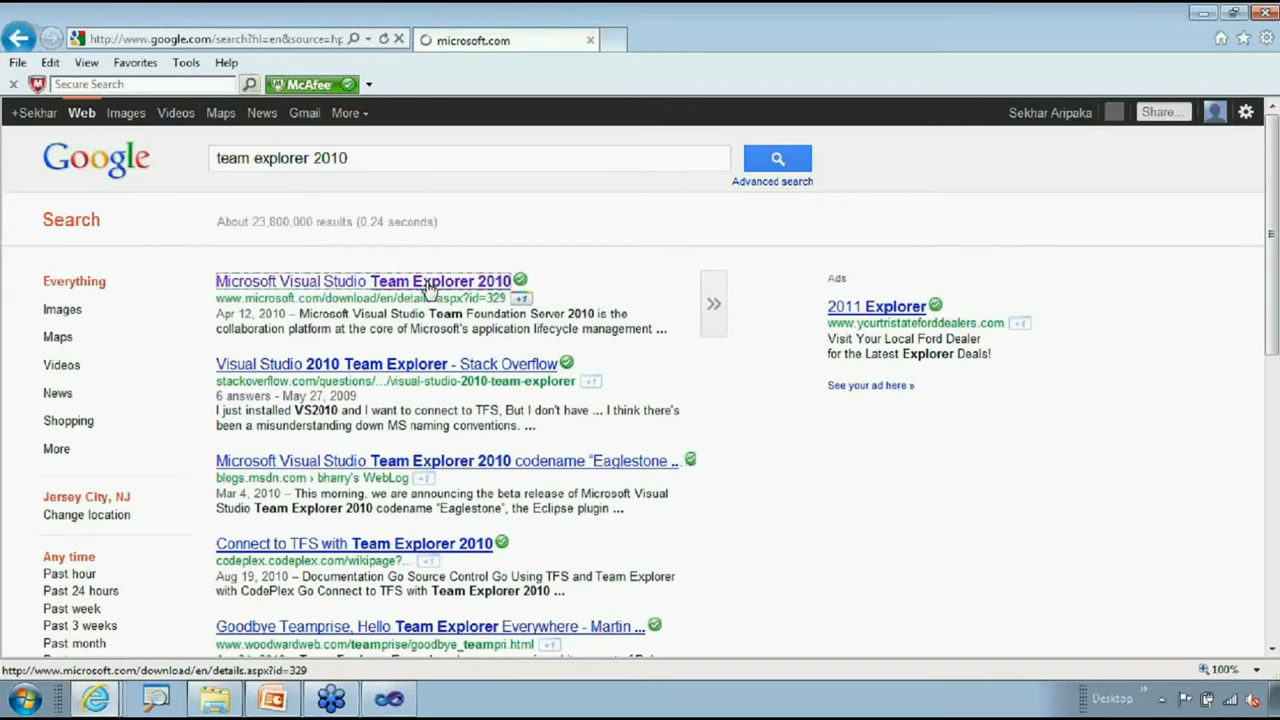 http://www.google.com/search?hl=en&source=hp
microsoft.com
File Edit View Favorites Tools Help
Secure Search McAfee
+Sekhar Web Images Videos Maps News Gmail More Sekhar Aripaka Share...
Google team explorer 2010
Advanced search
Search About 23,800,000 results (0.24 seconds)
Everything
Images
Maps
Videos
News
Shopping
More
Jersey City, NJ
Change location
Any time
Past hour
Past 24 hours
Past week
Past 3 weeks
Past month
Microsoft Visual Studio Team Explorer 2010
www.microsoft.com/download/en/details.aspx?id=329 +1
Apr 12, 2010 – Microsoft Visual Studio Team Foundation Server 2010 is the
collaboration platform at the core of Microsoft's application lifecycle management ...
Visual Studio 2010 Team Explorer - Stack Overflow
stackoverflow.com/questions/.../visual-studio-2010-team-explorer +1
6 answers - May 27, 2009
I just installed VS2010 and I want to connect to TFS, But I don't have ... I think there's
been a misunderstanding down MS naming conventions. ...
Microsoft Visual Studio Team Explorer 2010 codename “Eaglestone ...
blogs.msdn.com › bharry's WebLog +1
Mar 4, 2010 – This morning, we are announcing the beta release of Microsoft Visual
Studio Team Explorer 2010 codename “Eaglestone”, the Eclipse plugin ...
Connect to TFS with Team Explorer 2010
codeplex.codeplex.com/wikipage?... +1
Aug 19, 2010 – Documentation Go Source Control Go Using TFS and Team Explorer
with CodePlex Go Connect to TFS with Team Explorer 2010 ...
Goodbye Teamprise, Hello Team Explorer Everywhere - Martin ...
www.woodwardweb.com/teamprise/goodbye_teampri.html +1
Ads
2011 Explorer
www.yourtristateforddealers.com +1
Visit Your Local Ford Dealer
for the Latest Explorer Deals!
See your ad here »
http://www.microsoft.com/download/en/details.aspx?id=329 100%
Desktop